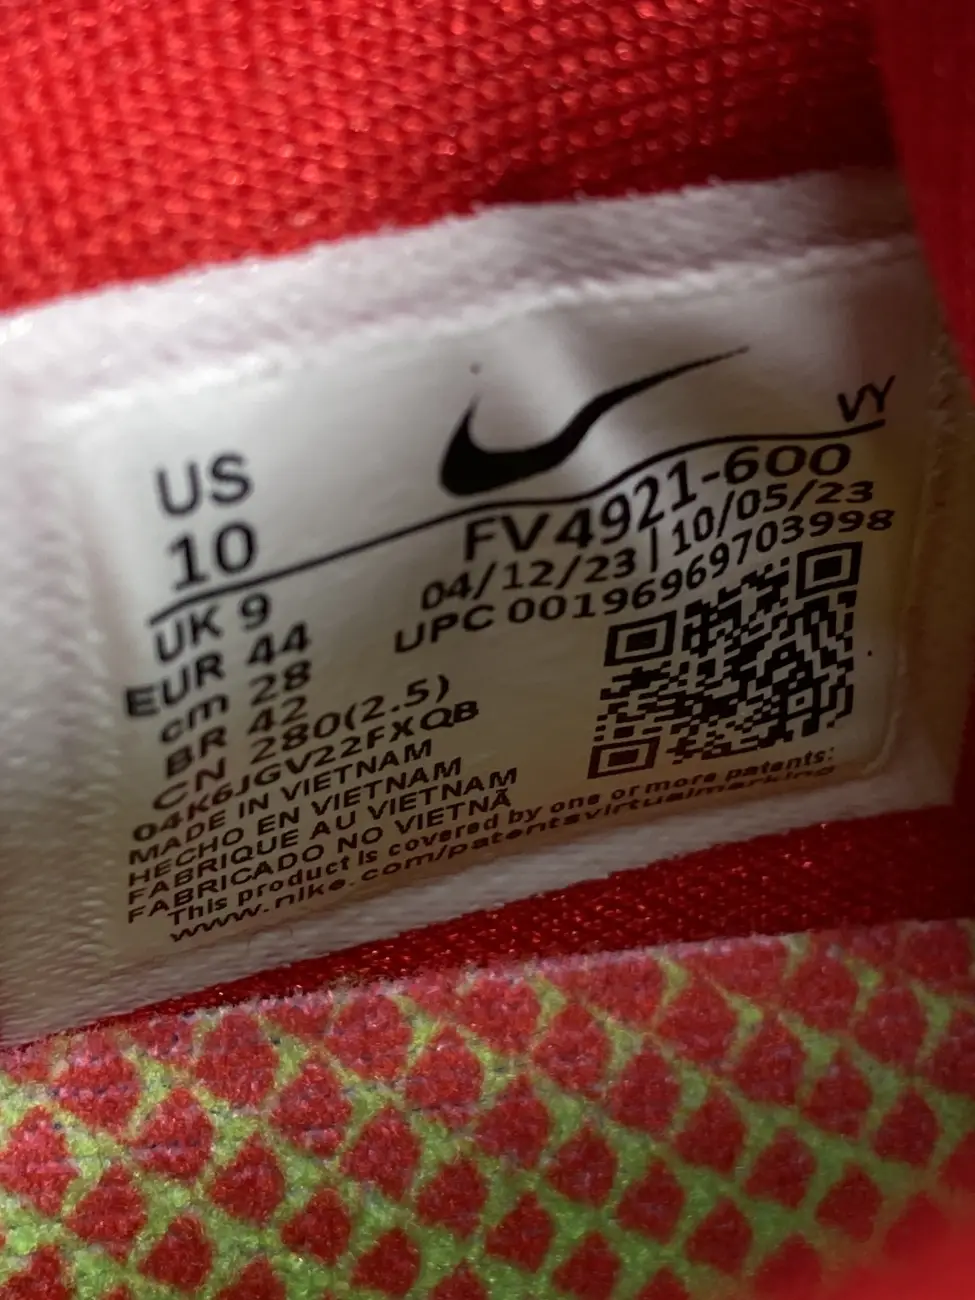 US
10
VY
FV4921-600
04/12/23 | 10/05/23
UPC 00196969703998
UK 9
EUR 44
cm 28
BR 42
CN 280(2.5)
04K6JGV22FXQB
MADE IN VIETNAM
HECHO EN VIETNAM
FABRIQUE AU VIETNAM
FABRICADO NO VIETNÃ
This product is covered by one or more patents:
www.nike.com/patentsvirtualmarking